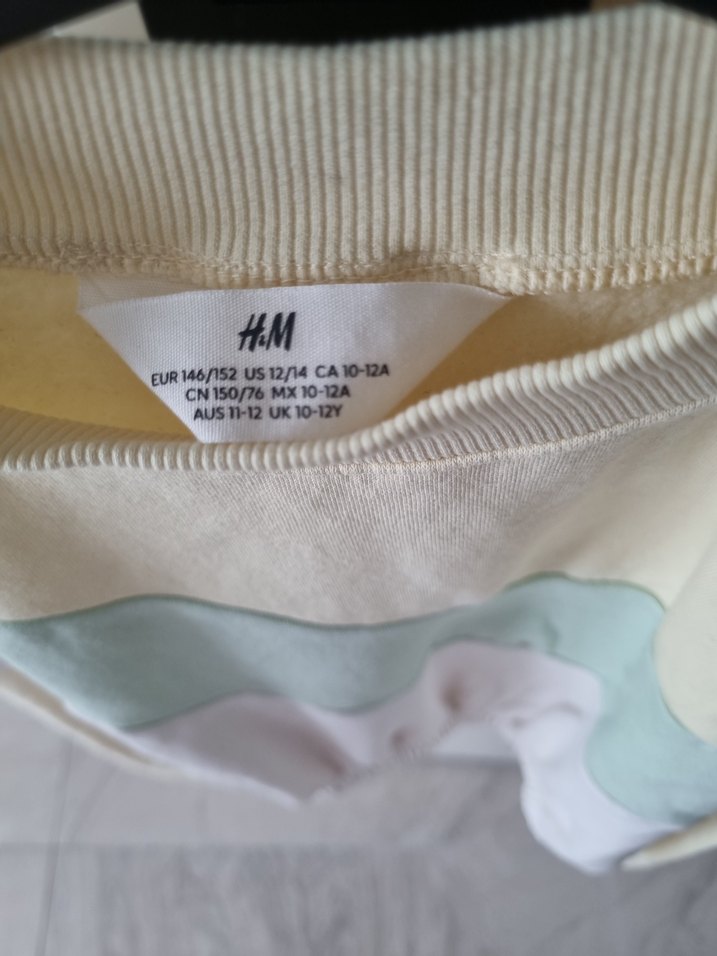 H&M
EUR 146/152 US 12/14 CA 10-12A
CN 150/76 MX 10-12A
AUS 11-12 UK 10-12Y